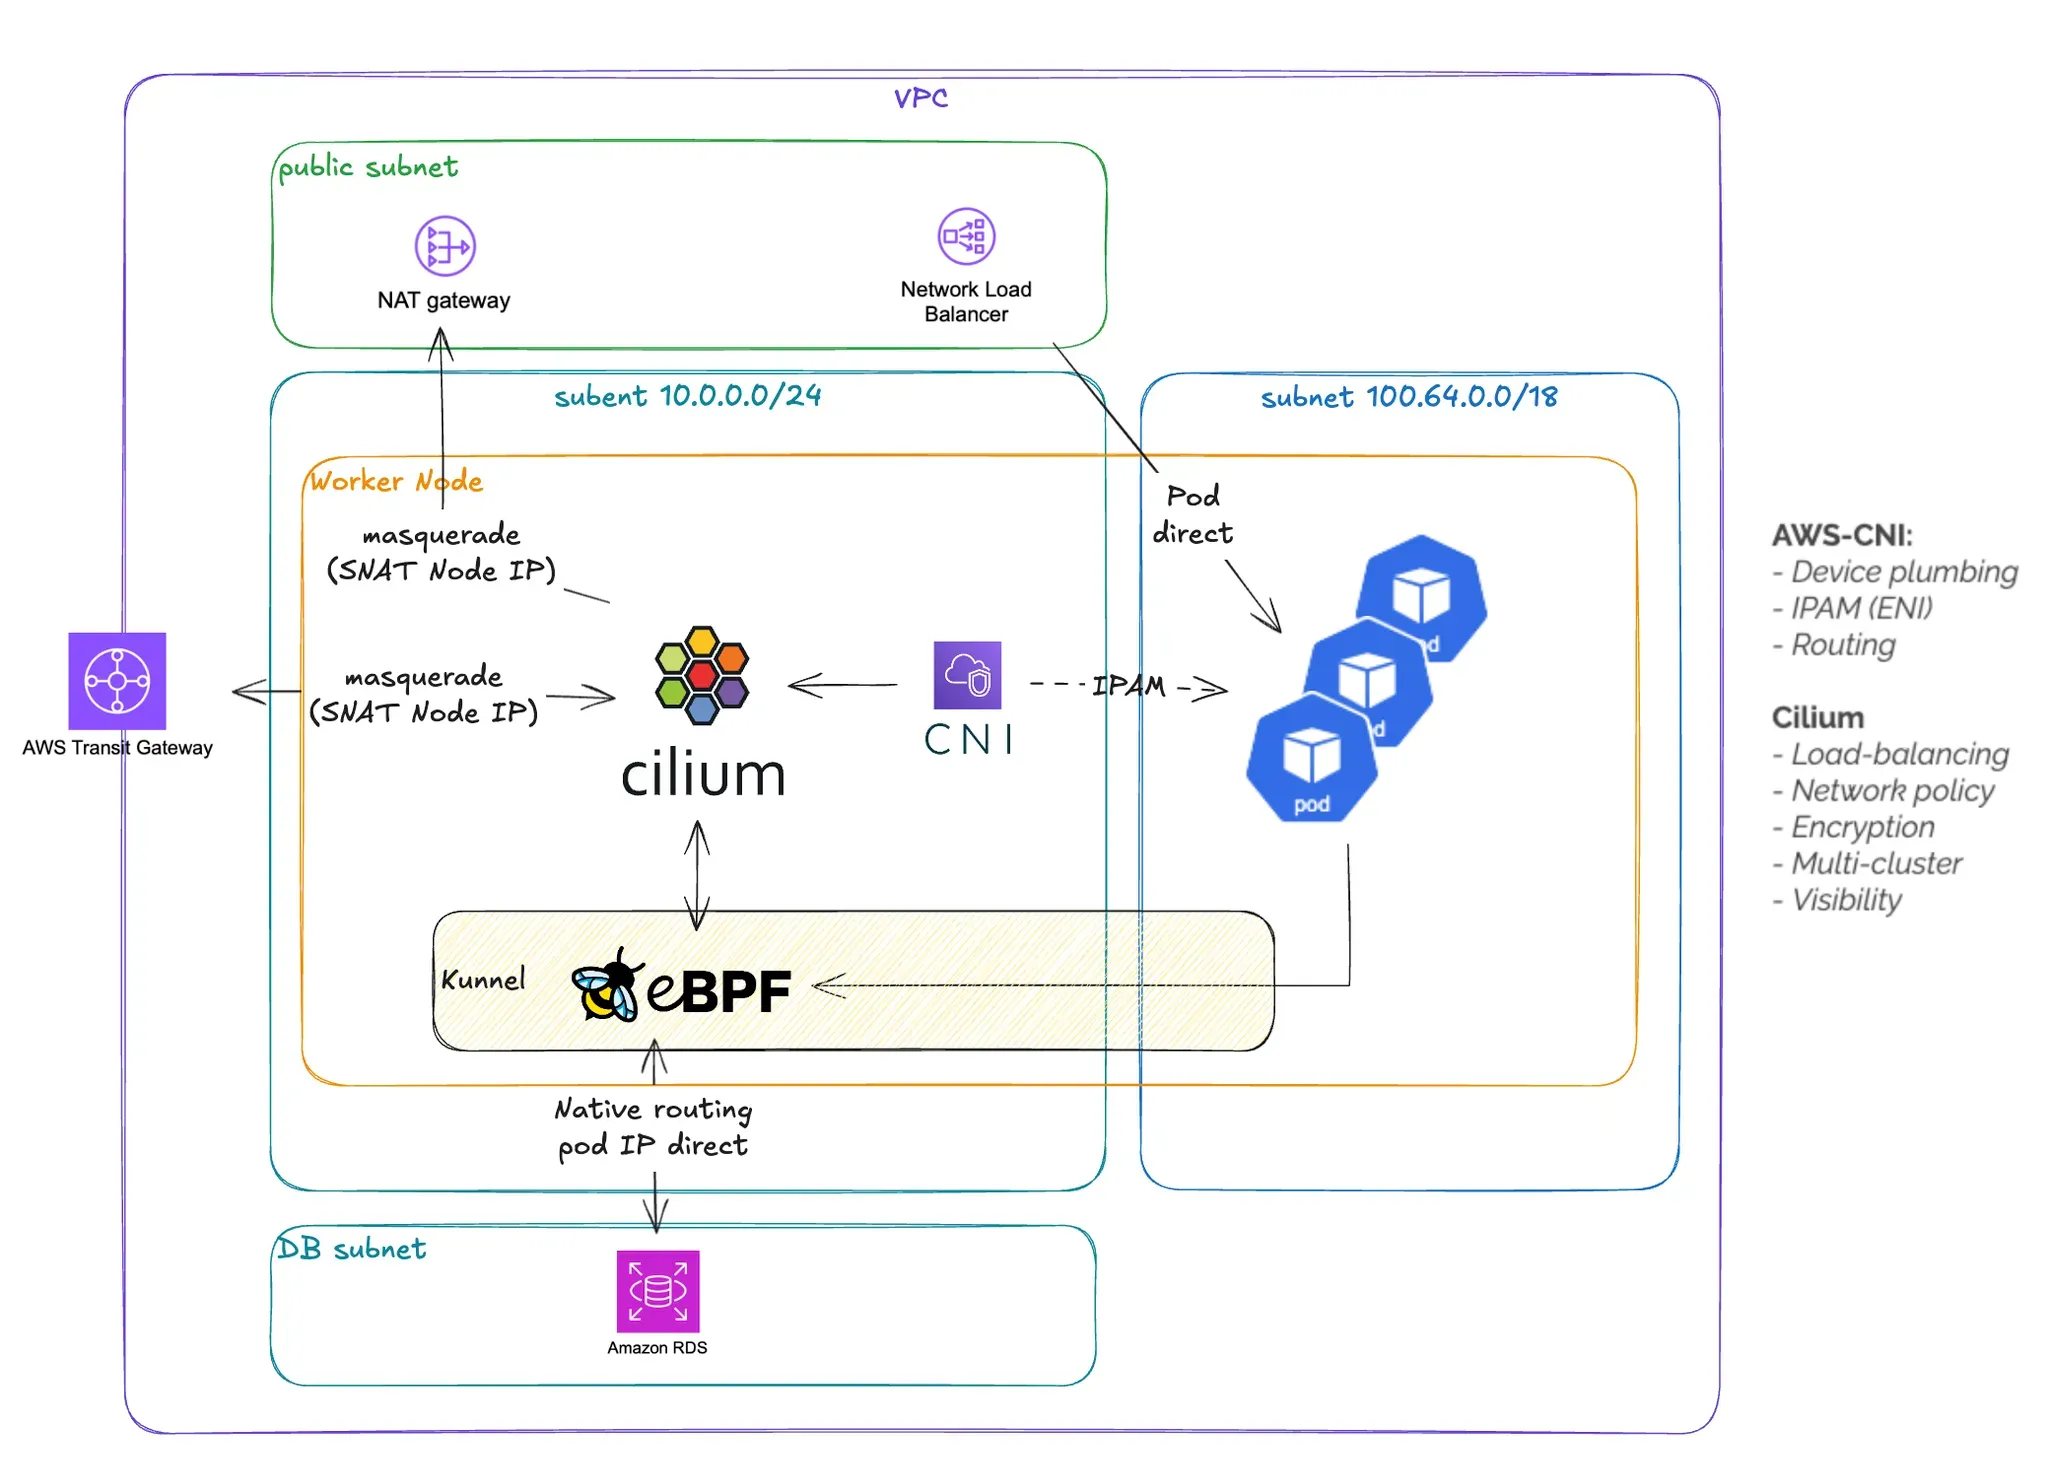 VPC
public subnet
NAT gateway
Network Load
Balancer
subent 10.0.0.0/24
subnet 100.64.0.0/18
Worker Node
masquerade
(SNAT Node IP)
Pod
direct
masquerade
(SNAT Node IP)
AWS Transit Gateway
cilium
CNI
IPAM
pod
pod
pod
Kunnel
eBPF
Native routing
pod IP direct
DB subnet
Amazon RDS
AWS-CNI:
- Device plumbing
- IPAM (ENI)
- Routing
Cilium
- Load-balancing
- Network policy
- Encryption
- Multi-cluster
- Visibility